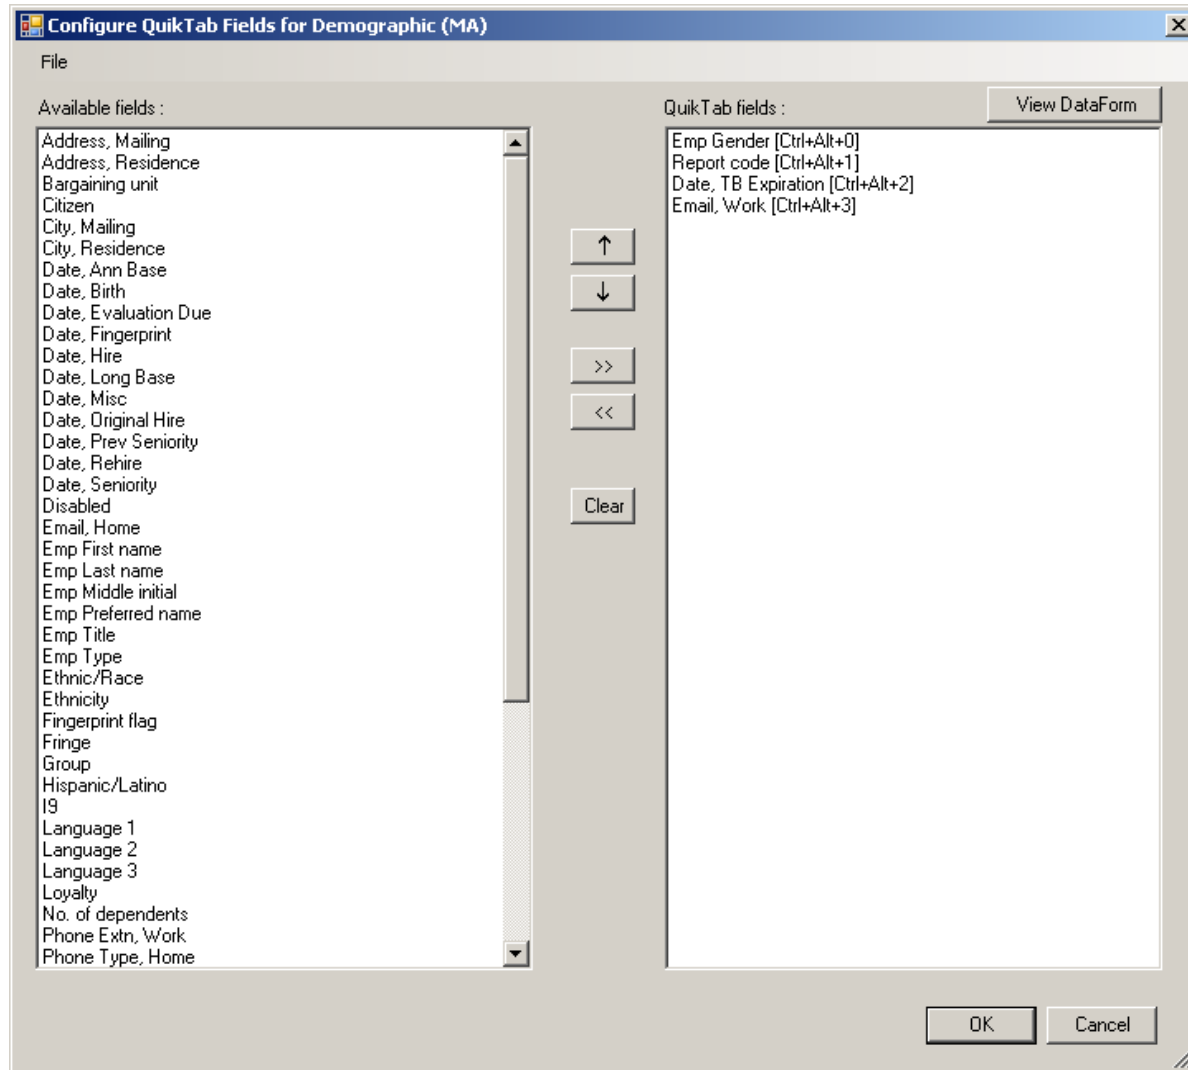 Configure QuikTab Fields for Demographic (MA)
File
Available fields :
Address, Mailing
Address, Residence
Bargaining unit
Citizen
City, Mailing
City, Residence
Date, Ann Base
Date, Birth
Date, Evaluation Due
Date, Fingerprint
Date, Hire
Date, Long Base
Date, Misc
Date, Original Hire
Date, Prev Seniority
Date, Rehire
Date, Seniority
Disabled
Email, Home
Emp First name
Emp Last name
Emp Middle initial
Emp Preferred name
Emp Title
Emp Type
Ethnic/Race
Ethnicity
Fingerprint flag
Fringe
Group
Hispanic/Latino
I9
Language 1
Language 2
Language 3
Loyalty
No. of dependents
Phone Extn, Work
Phone Type, Home
↑
↓
>>
<<
Clear
QuikTab fields :
View DataForm
Emp Gender [Ctrl+Alt+0]
Report code [Ctrl+Alt+1]
Date, TB Expiration [Ctrl+Alt+2]
Email, Work [Ctrl+Alt+3]
OK
Cancel